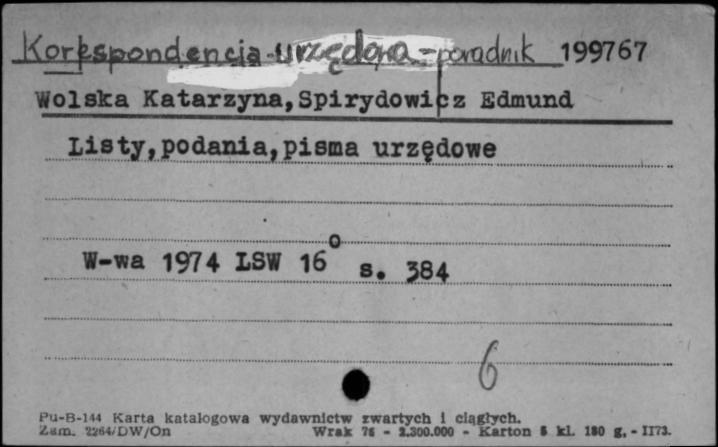 Korespondencja urzędowa - poradnik 199767
Wolska Katarzyna, Spirydowicz Edmund
Listy, podania, pisma urzędowe
W-wa 1974 LSW 16° s. 384
6
Pu-B-144 Karta katalogowa wydawnictw zwartych i ciągłych.
Zam. 2264/DW/On Wrak 76 - 2.300.000 - Karton 5 kl. 180 g. - II73.